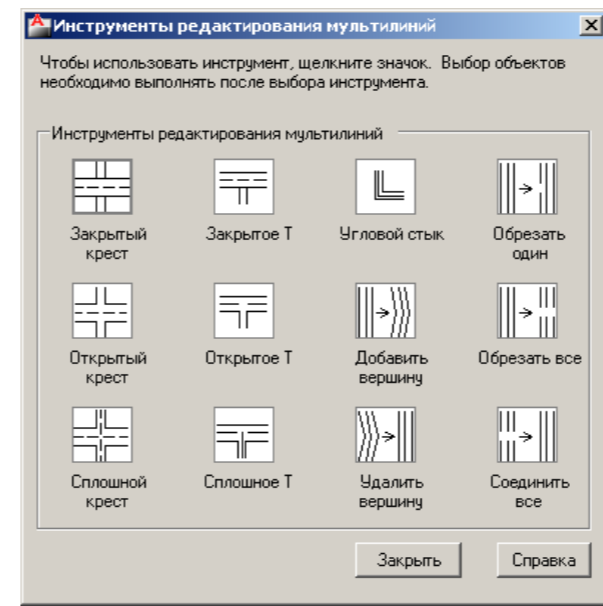 Инструменты редактирования мультилиний
Чтобы использовать инструмент, щелкните значок. Выбор объектов
необходимо выполнять после выбора инструмента.
Инструменты редактирования мультилиний
Закрытый крест
Закрытое Т
Угловой стык
Обрезать один
Открытый крест
Открытое Т
Добавить вершину
Обрезать все
Сплошной крест
Сплошное Т
Удалить вершину
Соединить все
Закрыть
Справка